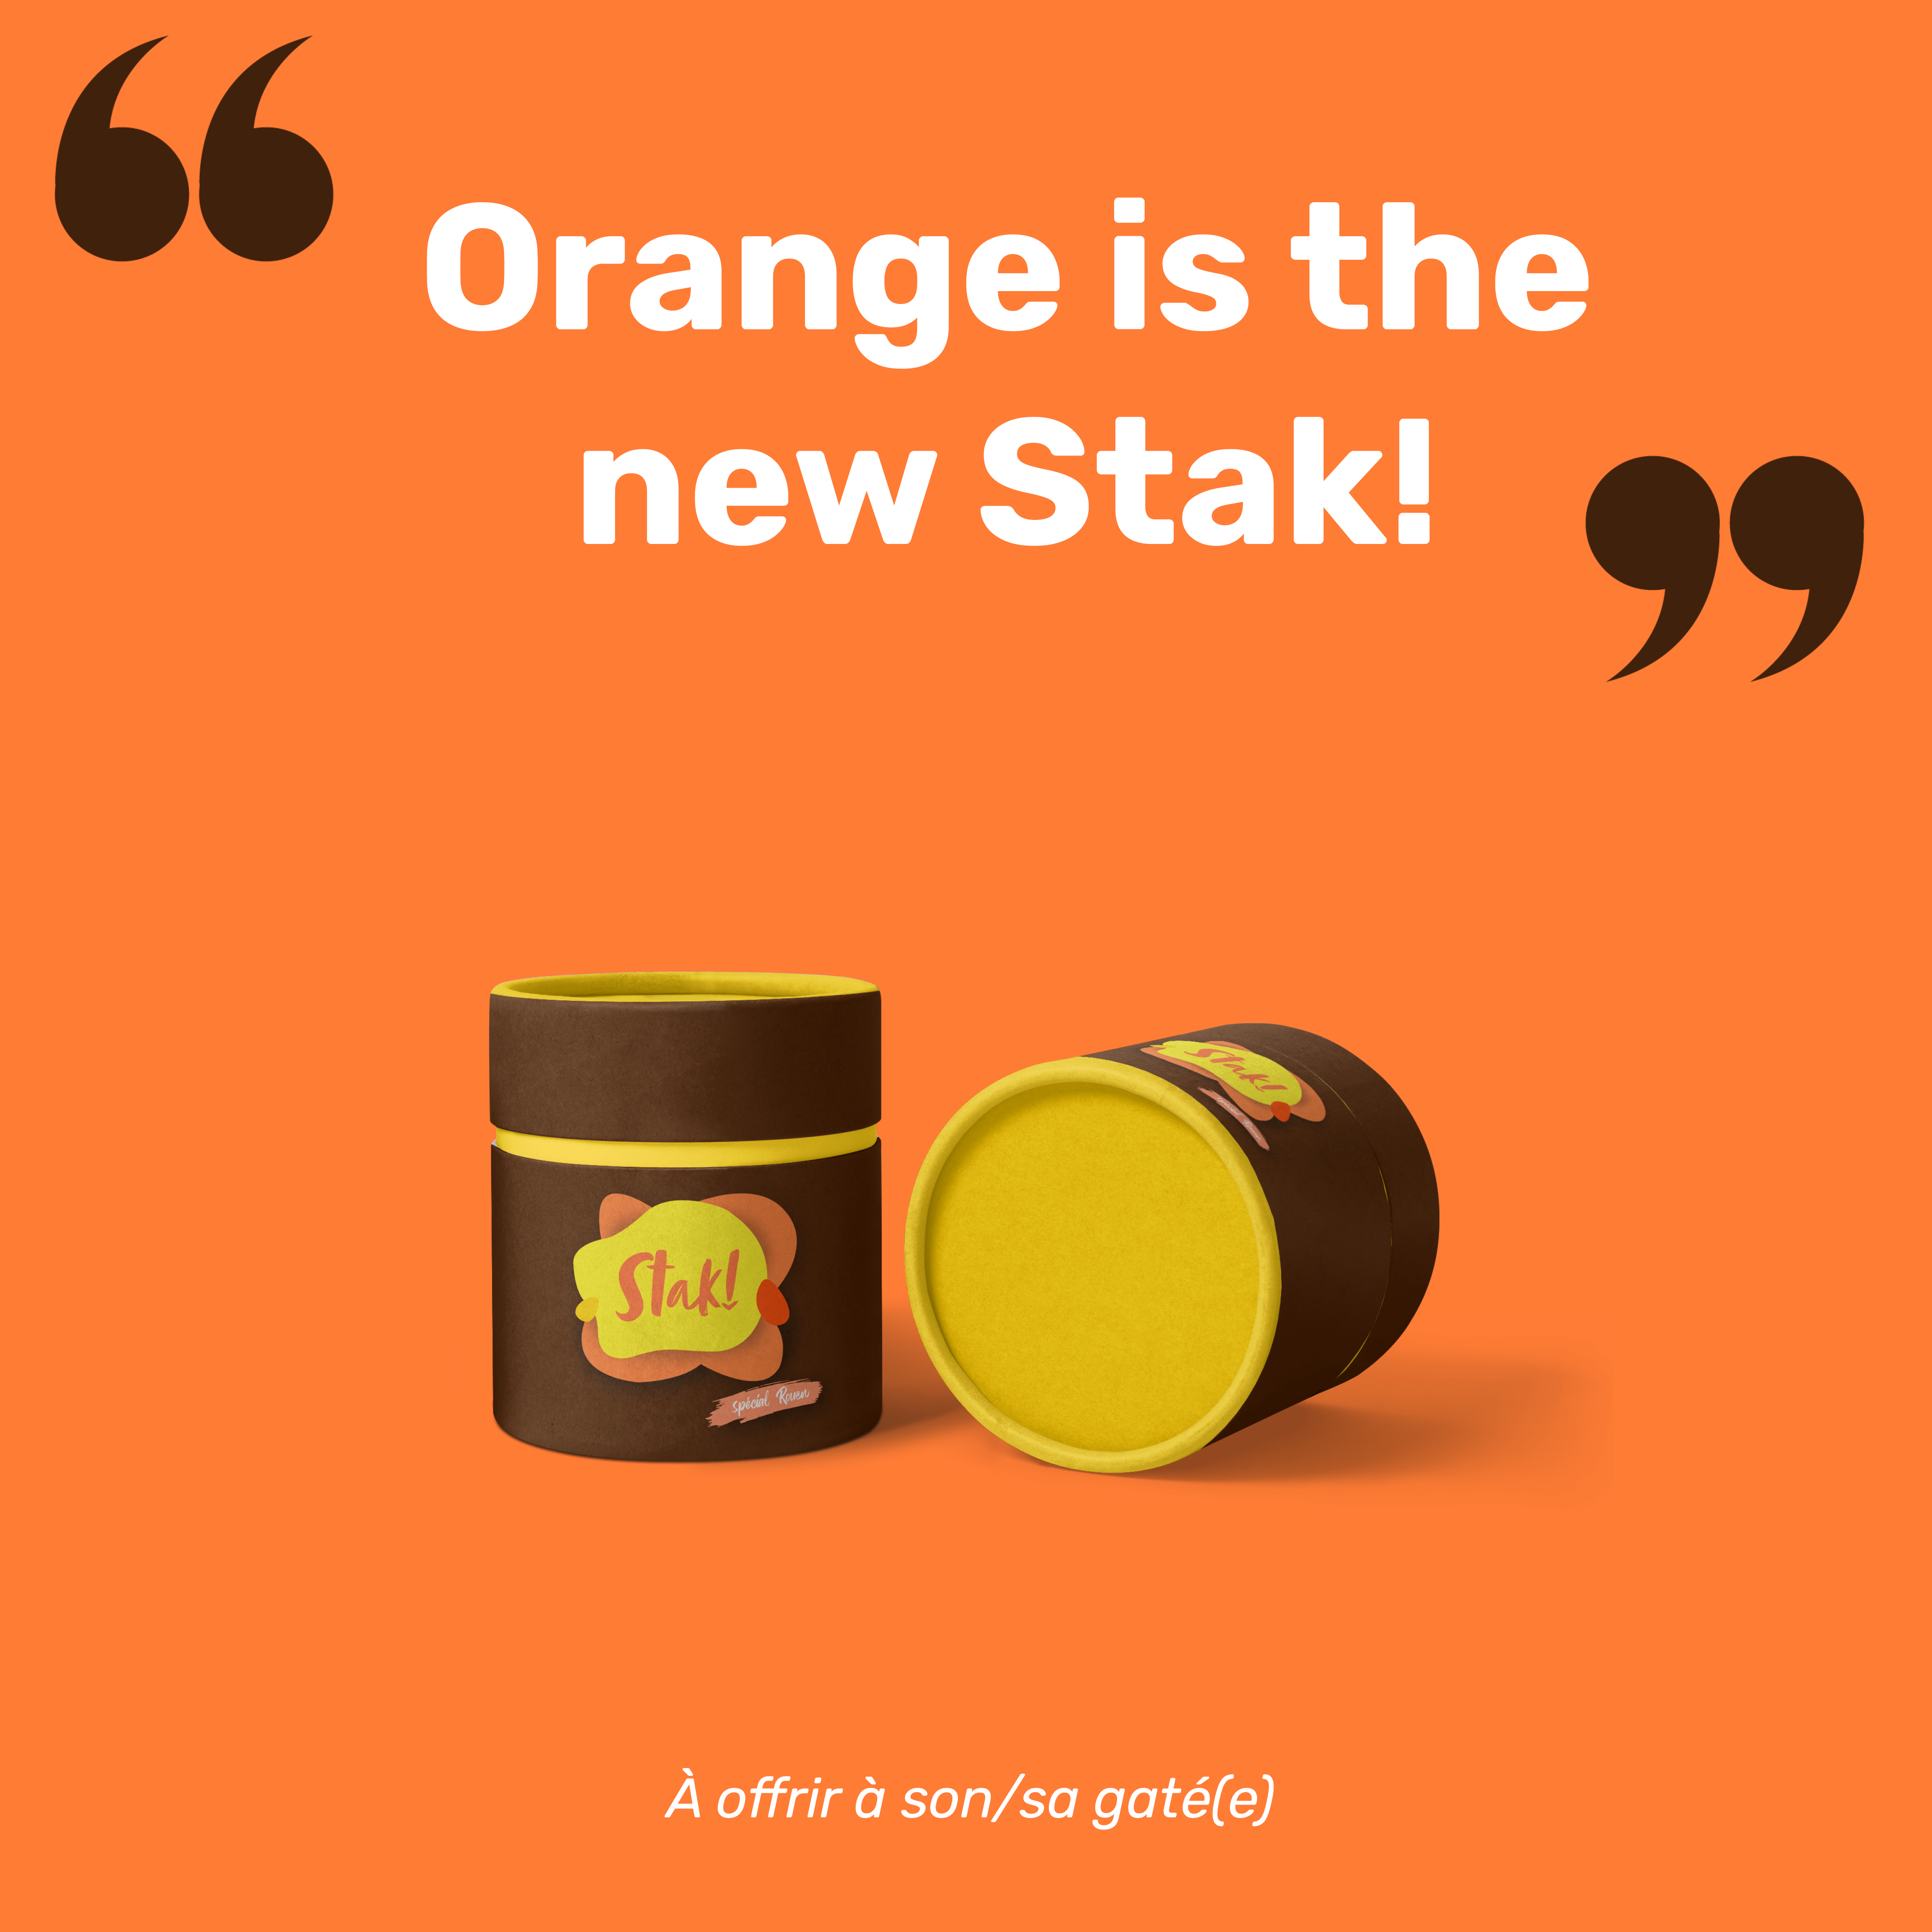 “ Orange is the
new Stak! ”
Stak!
Stak!
spécial Rouen
À offrir à son/sa gaté(e)